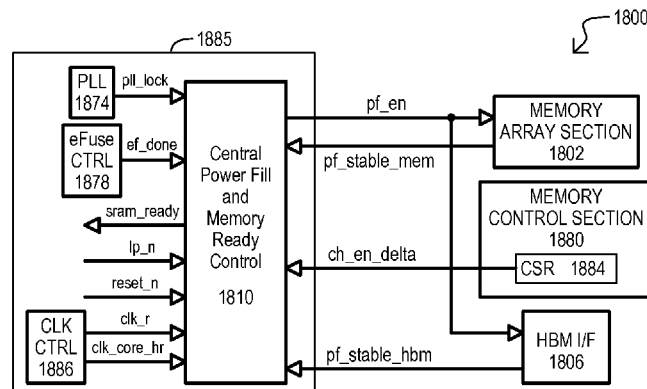 1800
1885
PLL
1874
pll_lock
eFuse
CTRL
1878
ef_done
sram_ready
lp_n
reset_n
CLK
CTRL
1886
clk_r
clk_core_hr
Central
Power Fill
and
Memory
Ready
Control
1810
pf_en
pf_stable_mem
ch_en_delta
pf_stable_hbm
MEMORY
ARRAY SECTION
1802
MEMORY
CONTROL SECTION
1880
CSR 1884
HBM I/F
1806